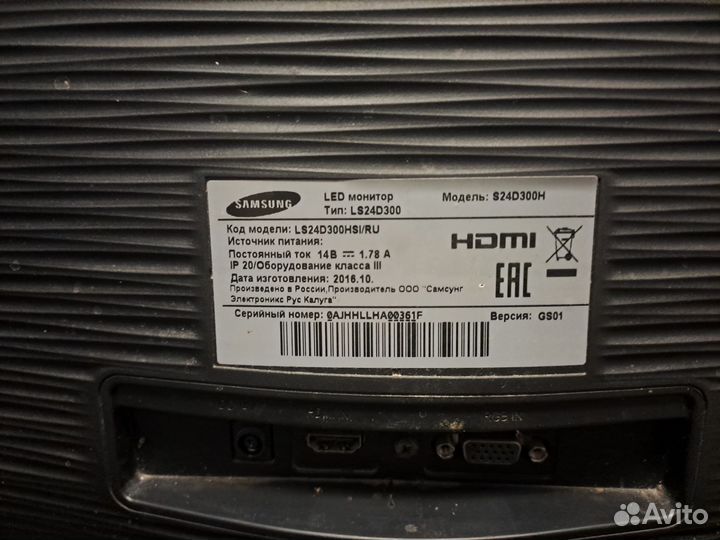 SAMSUNG
LED монитор
Тип: LS24D300
Модель: S24D300H
Код модели: LS24D300HSI/RU
Источник питания:
Постоянный ток 14В 1.78 А
IP 20/Оборудование класса III
Дата изготовления: 2016.10.
Произведено в России,Производитель ООО "Самсунг
Электроникс Рус Калуга".
HDMI
EAC
Серийный номер: 0AJHHLLHA00361F
Версия: GS01
RGB IN
Avito